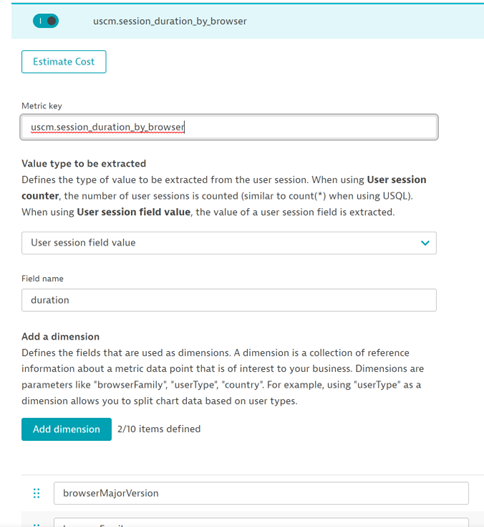 uscm.session_duration_by_browser
Estimate Cost
Metric key
uscm.session_duration_by_browser
Value type to be extracted
Defines the type of value to be extracted from the user session. When using User session
counter, the number of user sessions is counted (similar to count(*) when using USQL).
When using User session field value, the value of a user session field is extracted.
User session field value
Field name
duration
Add a dimension
Defines the fields that are used as dimensions. A dimension is a collection of reference
information about a metric data point that is of interest to your business. Dimensions are
parameters like "browserFamily", "userType", "country". For example, using "userType" as a
dimension allows you to split chart data based on user types.
Add dimension 2/10 items defined
browserMajorVersion